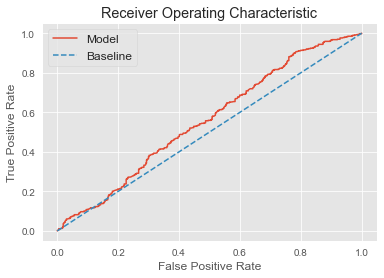 Receiver Operating Characteristic
Model
Baseline
True Positive Rate
1.0
0.8
0.6
0.4
0.2
0.0
0.0 0.2 0.4 0.6 0.8 1.0
False Positive Rate